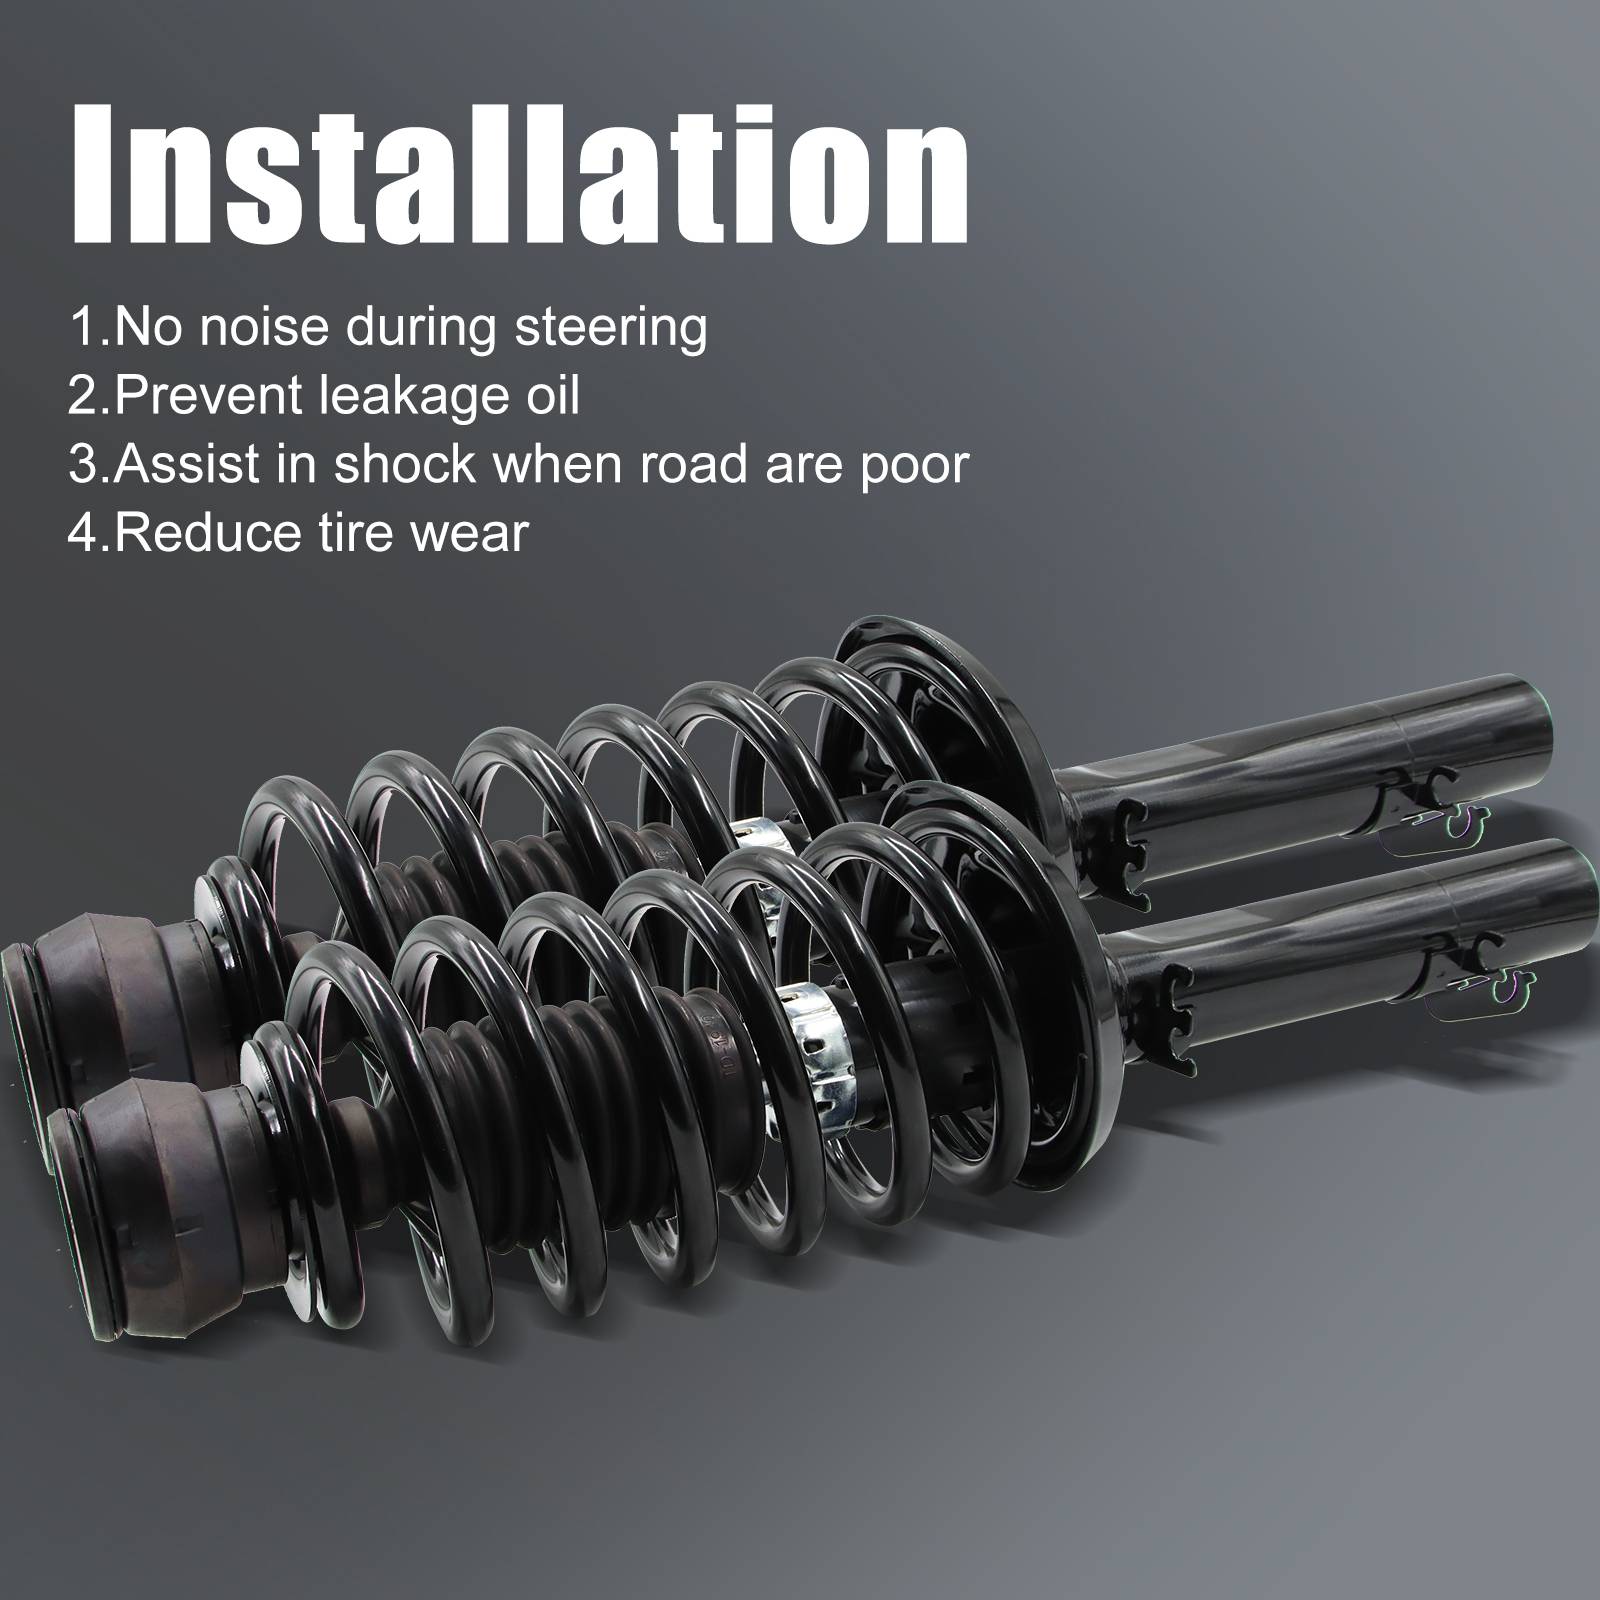 Installation
1.No noise during steering
2.Prevent leakage oil
3.Assist in shock when road are poor
4.Reduce tire wear